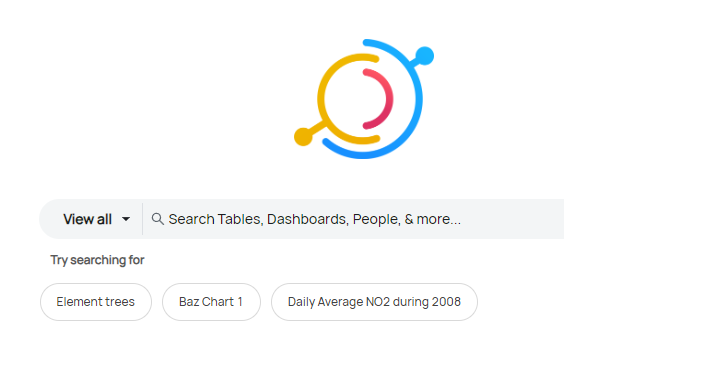 View all Search Tables, Dashboards, People, & more...
Try searching for
Element trees Baz Chart 1 Daily Average NO2 during 2008